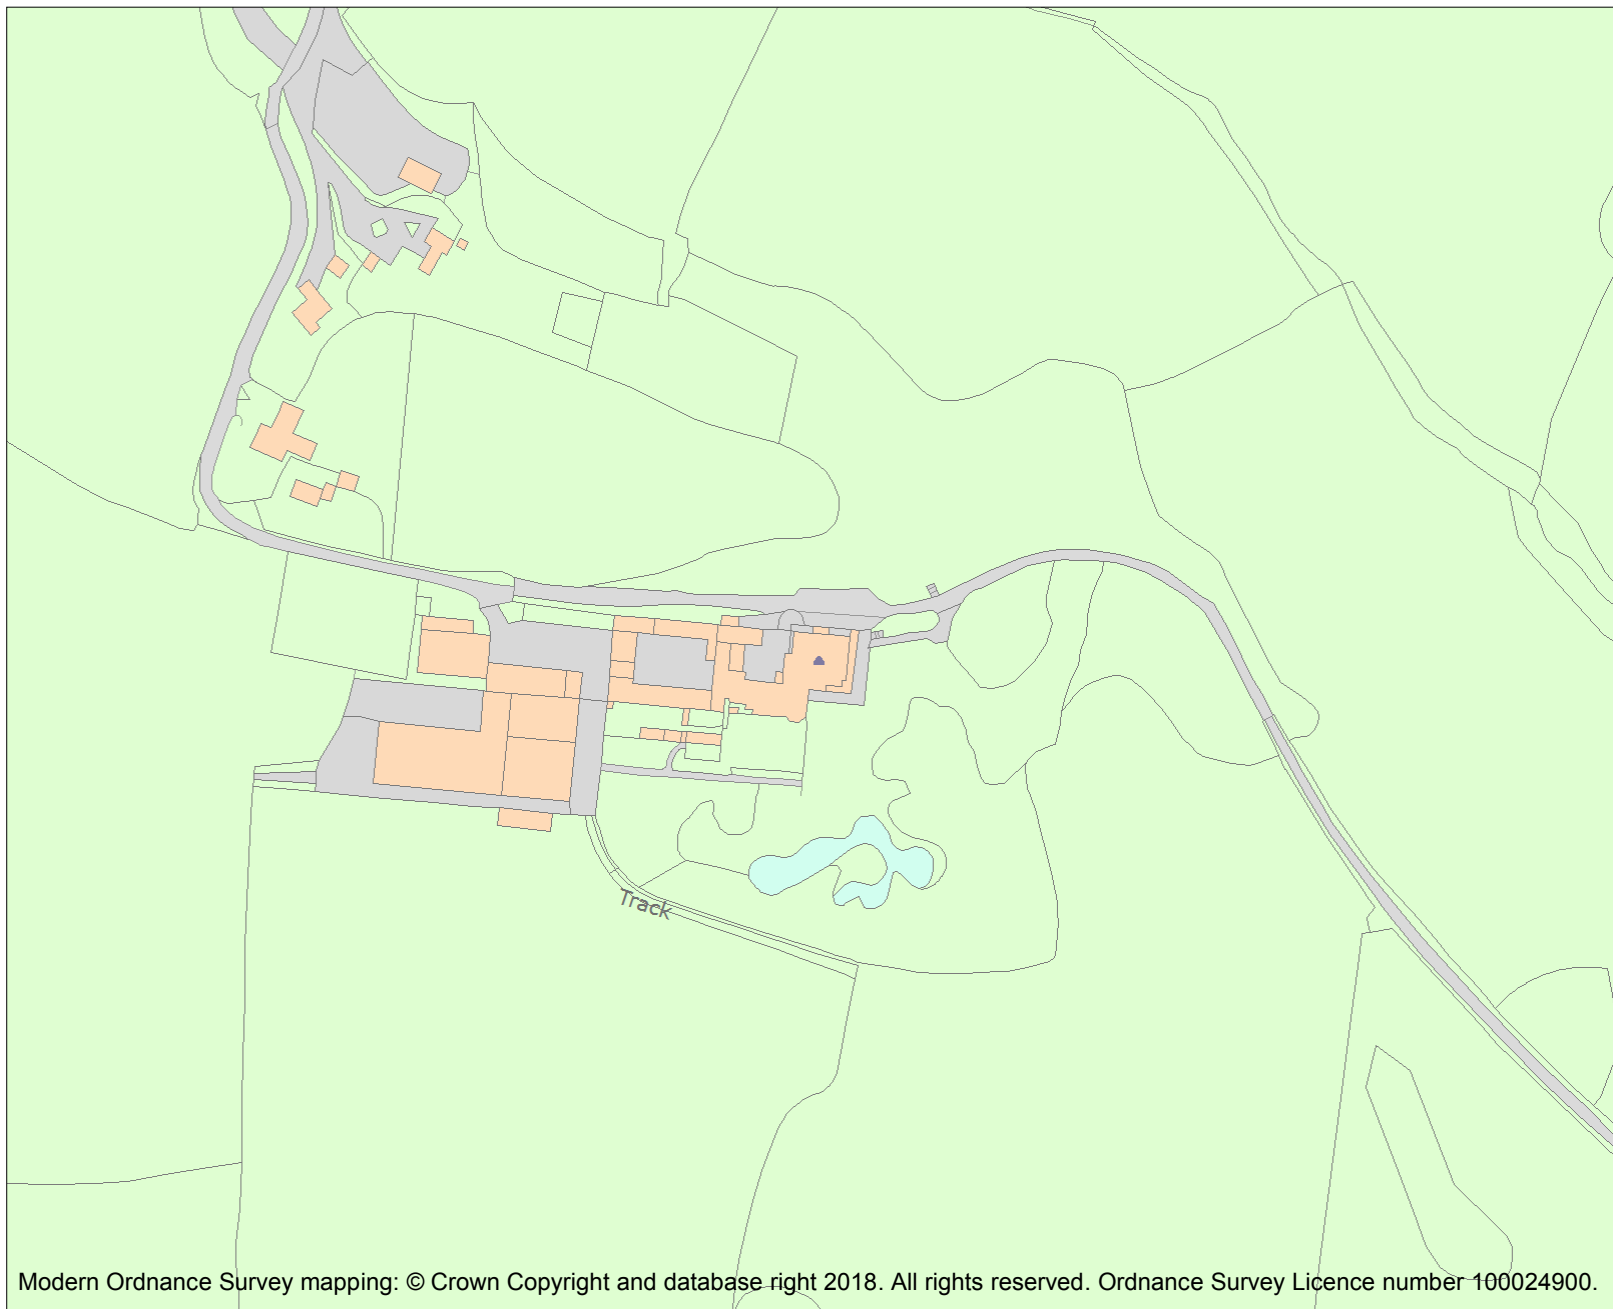 Track
Modern Ordnance Survey mapping: © Crown Copyright and database right 2018. All rights reserved. Ordnance Survey Licence number 100024900.